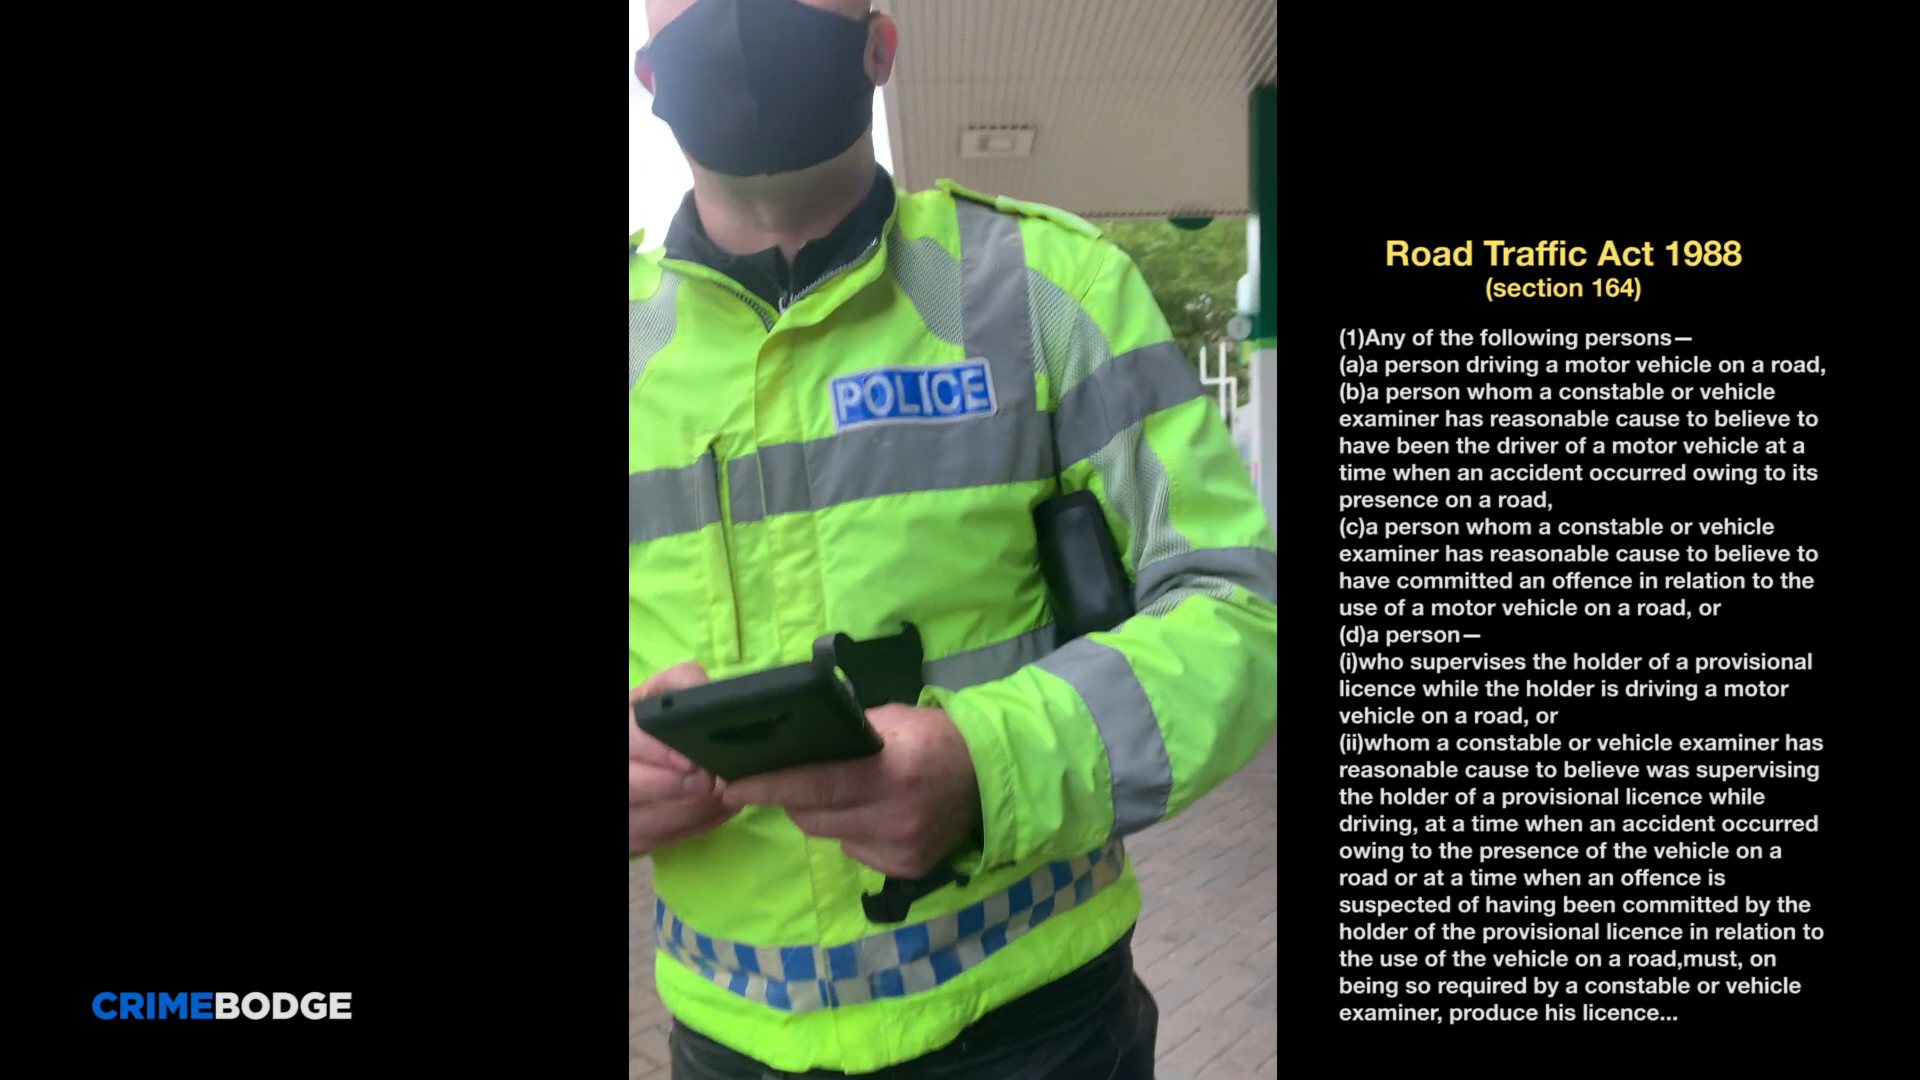 POLICE
Road Traffic Act 1988
(section 164)
(1)Any of the following persons—
(a)a person driving a motor vehicle on a road,
(b)a person whom a constable or vehicle
examiner has reasonable cause to believe to
have been the driver of a motor vehicle at a
time when an accident occurred owing to its
presence on a road,
(c)a person whom a constable or vehicle
examiner has reasonable cause to believe to
have committed an offence in relation to the
use of a motor vehicle on a road, or
(d)a person—
(i)who supervises the holder of a provisional
licence while the holder is driving a motor
vehicle on a road, or
(ii)whom a constable or vehicle examiner has
reasonable cause to believe was supervising
the holder of a provisional licence while
driving, at a time when an accident occurred
owing to the presence of the vehicle on a
road or at a time when an offence is
suspected of having been committed by the
holder of the provisional licence in relation to
the use of the vehicle on a road,must, on
being so required by a constable or vehicle
examiner, produce his licence...
CRIMEBODGE